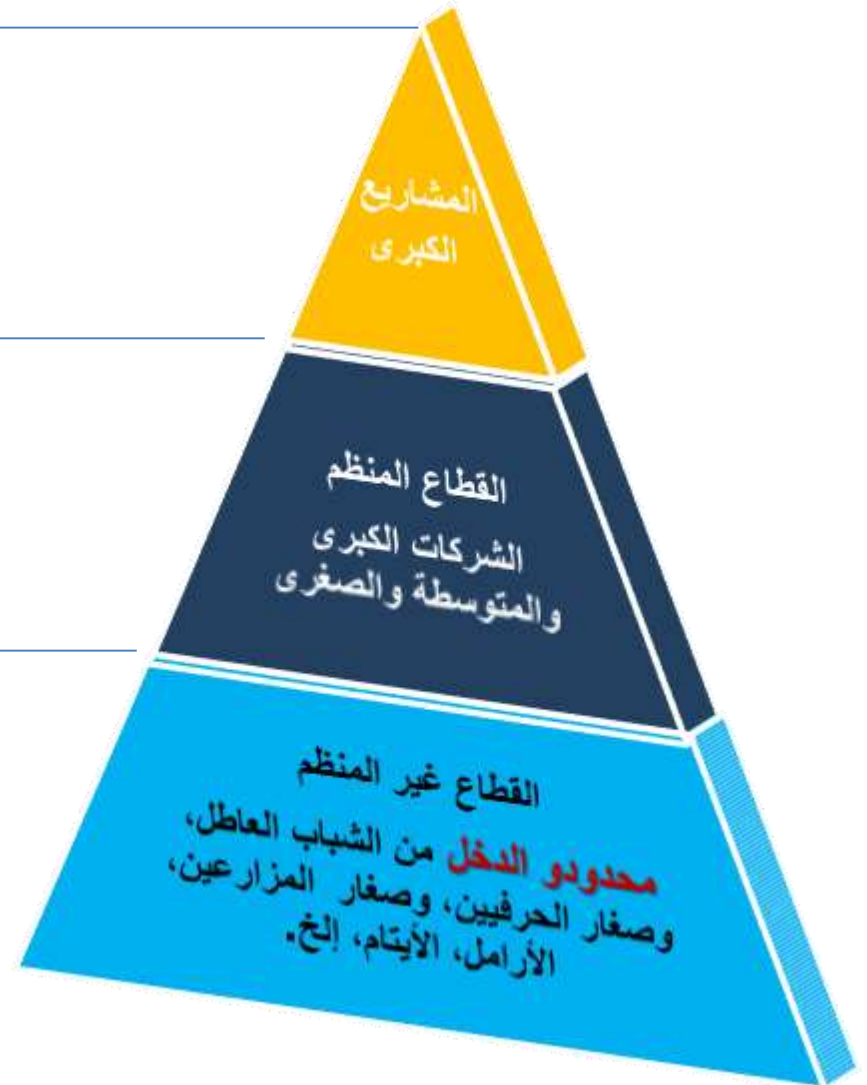 المشاريع
الكبرى
القطاع المنظم
الشركات الكبرى
والمتوسطة والصغرى
القطاع غير المنظم
محدودو الدخل من الشباب العاطل،
وصغار الحرفيين، وصغار المزارعين،
الأرامل، الأيتام، إلخ.